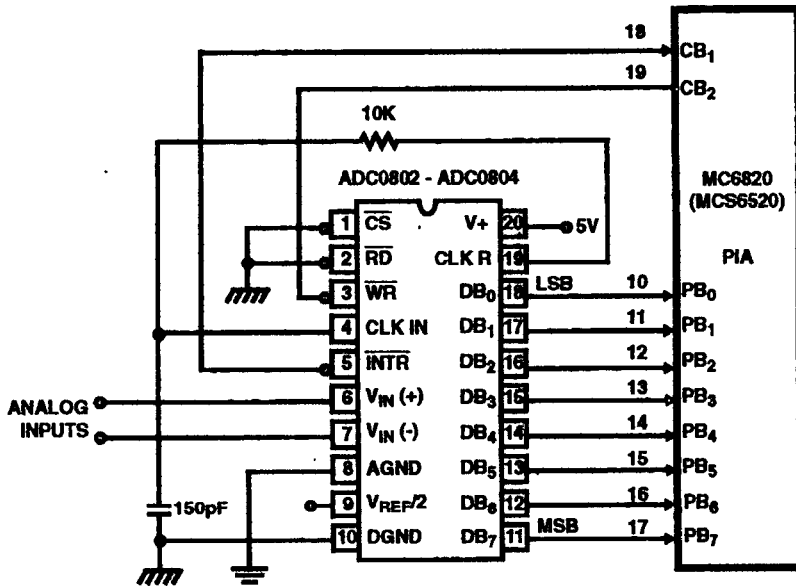 18
CB1
19
CB2
10K
ADC0802 - ADC0804
MC6820
(MCS6520)
PIA
1 CS V+ 20 5V
2 RD CLK R 19
3 WR DB0 18 LSB 10 PB0
4 CLK IN DB1 17 11 PB1
5 INTR DB2 16 12 PB2
6 VIN (+) DB3 15 13 PB3
ANALOG
INPUTS
7 VIN (-) DB4 14 14 PB4
8 AGND DB5 13 15 PB5
150pF
9 VREF/2 DB6 12 16 PB6
10 DGND DB7 11 MSB 17 PB7